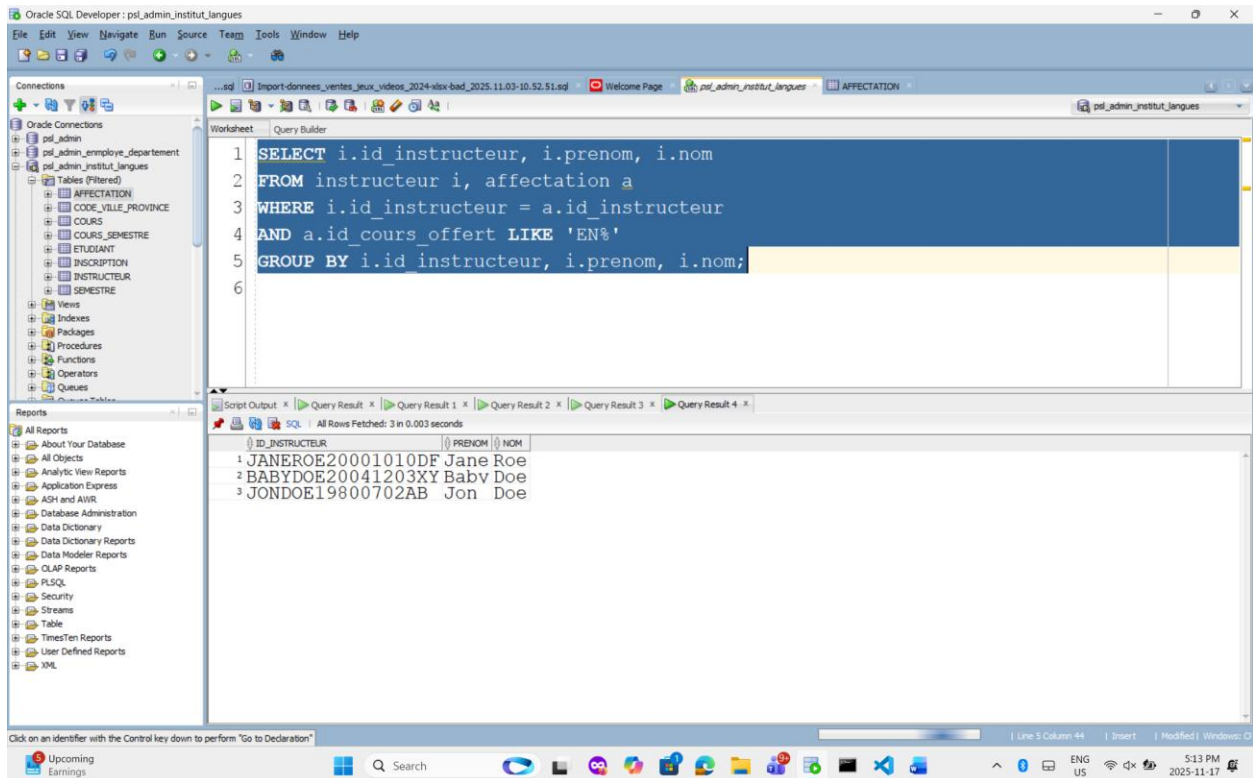 Oracle SQL Developer : psl_admin_institut_langues
File Edit View Navigate Run Source Team Tools Window Help
Connections
...sql Import-donnees_ventes_jeux_videos_2024-xlsx-bad_2025.11.03-10.52.51.sql Welcome Page psl_admin_institut_langues AFFECTATION
psl_admin_institut_langues
Oracle Connections
psl_admin
psl_admin_enmploye_departement
psl_admin_institut_langues
Tables (Filtered)
AFFECTATION
CODE_VILLE_PROVINCE
COURS
COURS_SEMESTRE
ETUDIANT
INSCRIPTION
INSTRUCTEUR
SEMESTRE
Views
Indexes
Packages
Procedures
Functions
Operators
Queues
Queues Tables
Worksheet Query Builder
1 SELECT i.id_instructeur, i.prenom, i.nom
2 FROM instructeur i, affectation a
3 WHERE i.id_instructeur = a.id_instructeur
4 AND a.id_cours_offert LIKE 'EN%'
5 GROUP BY i.id_instructeur, i.prenom, i.nom;
6
Reports
All Reports
About Your Database
All Objects
Analytic View Reports
Application Express
ASH and AWR
Database Administration
Data Dictionary
Data Dictionary Reports
Data Modeler Reports
OLAP Reports
PLSQL
Security
Streams
Table
TimesTen Reports
User Defined Reports
XML
Script Output Query Result Query Result 1 Query Result 2 Query Result 3 Query Result 4
SQL | All Rows Fetched: 3 in 0.003 seconds
ID_INSTRUCTEUR PRENOM NOM
1 JANEROE20001010DF Jane Roe
2 BABYDOE20041203XY Baby Doe
3 JONDOE19800702AB Jon Doe
Click on an identifier with the Control key down to perform "Go to Declaration"
| Line 5 Column 44 | Insert | Modified | Windows: C
5 Upcoming
Earnings
Search
ENG
US
5:13 PM
2025-11-17